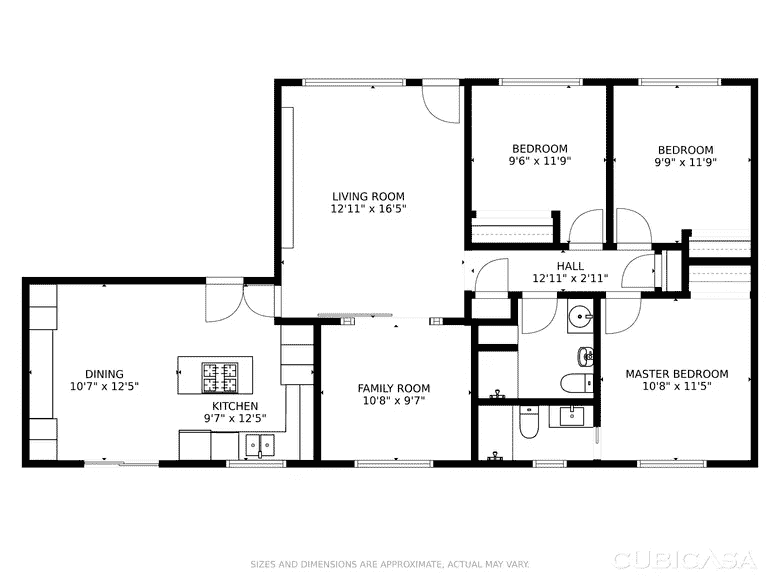 BEDROOM
9'6" x 11'9"
BEDROOM
9'9" x 11'9"
LIVING ROOM
12'11" x 16'5"
HALL
12'11" x 2'11"
DINING
10'7" x 12'5"
KITCHEN
9'7" x 12'5"
FAMILY ROOM
10'8" x 9'7"
MASTER BEDROOM
10'8" x 11'5"
SIZES AND DIMENSIONS ARE APPROXIMATE, ACTUAL MAY VARY.
CUBICASA